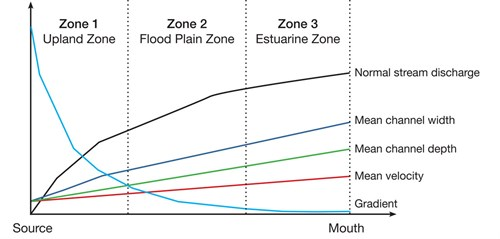 Zone 1
Upland Zone
Zone 2
Flood Plain Zone
Zone 3
Estuarine Zone
Normal stream discharge
Mean channel width
Mean channel depth
Mean velocity
Gradient
Source
Mouth